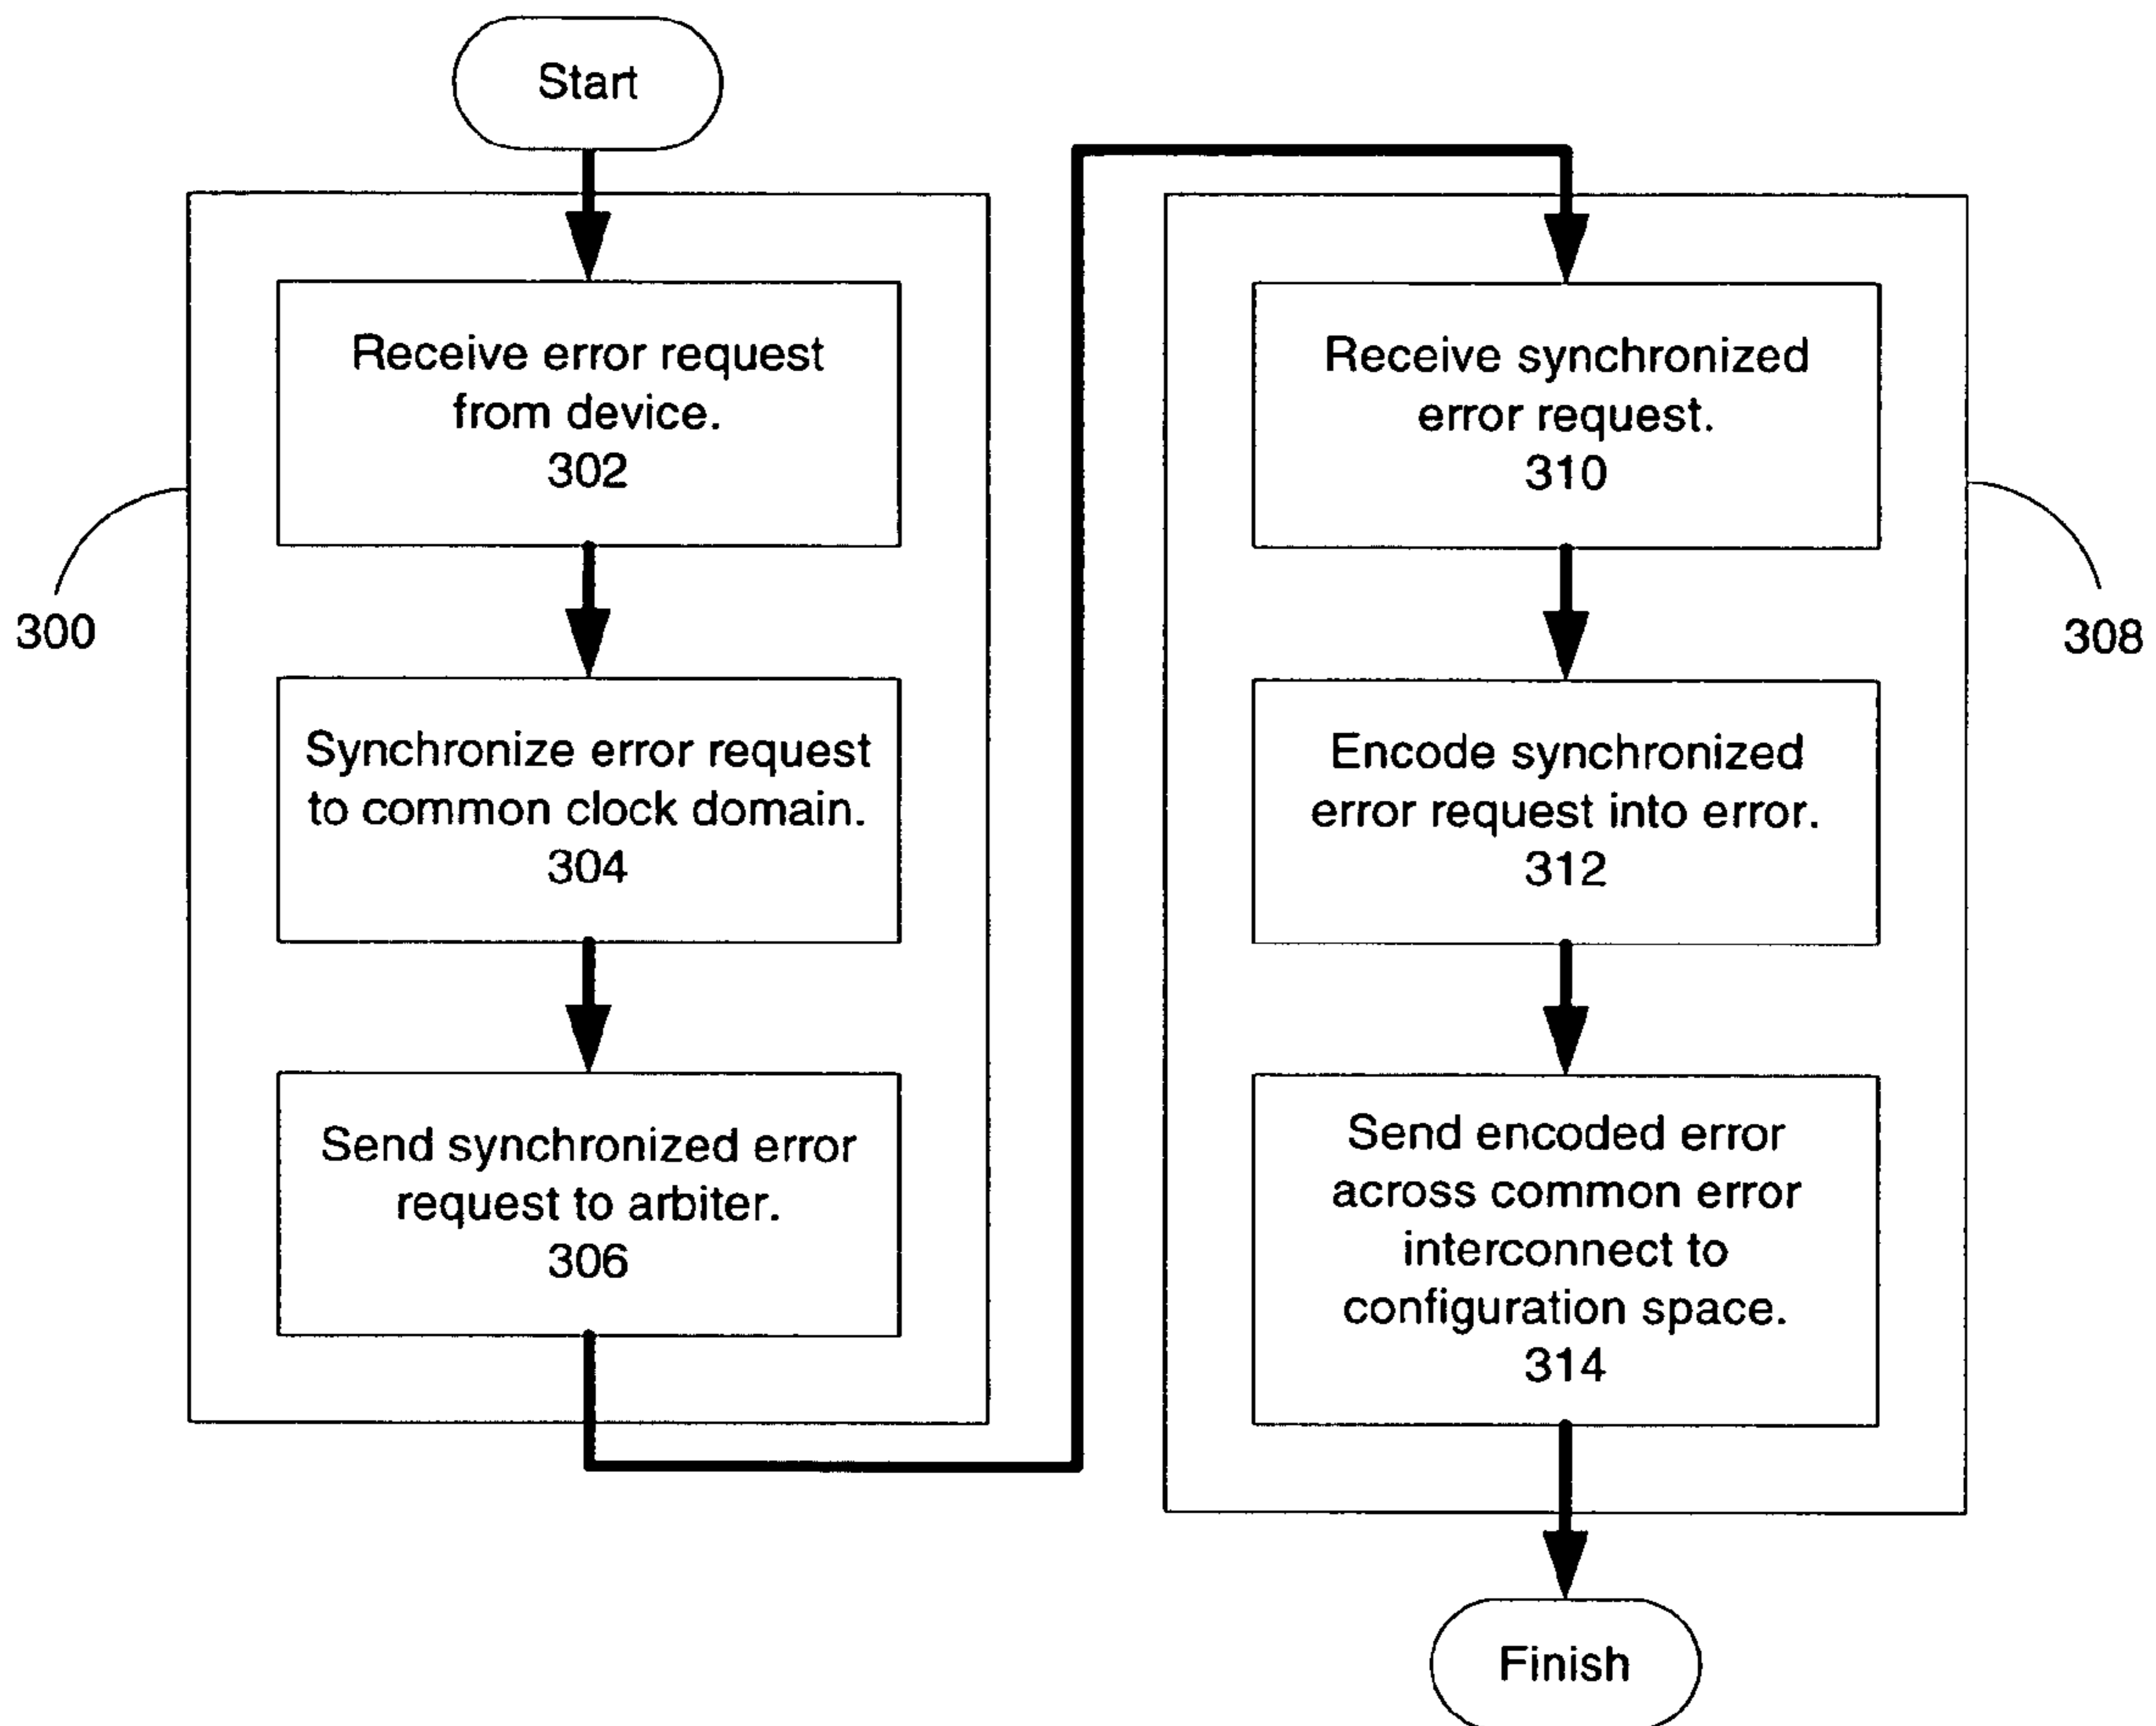 Start
Receive error request
from device.
302
Synchronize error request
to common clock domain.
304
Send synchronized error
request to arbiter.
306
300
Receive synchronized
error request.
310
Encode synchronized
error request into error.
312
Send encoded error
across common error
interconnect to
configuration space.
314
308
Finish